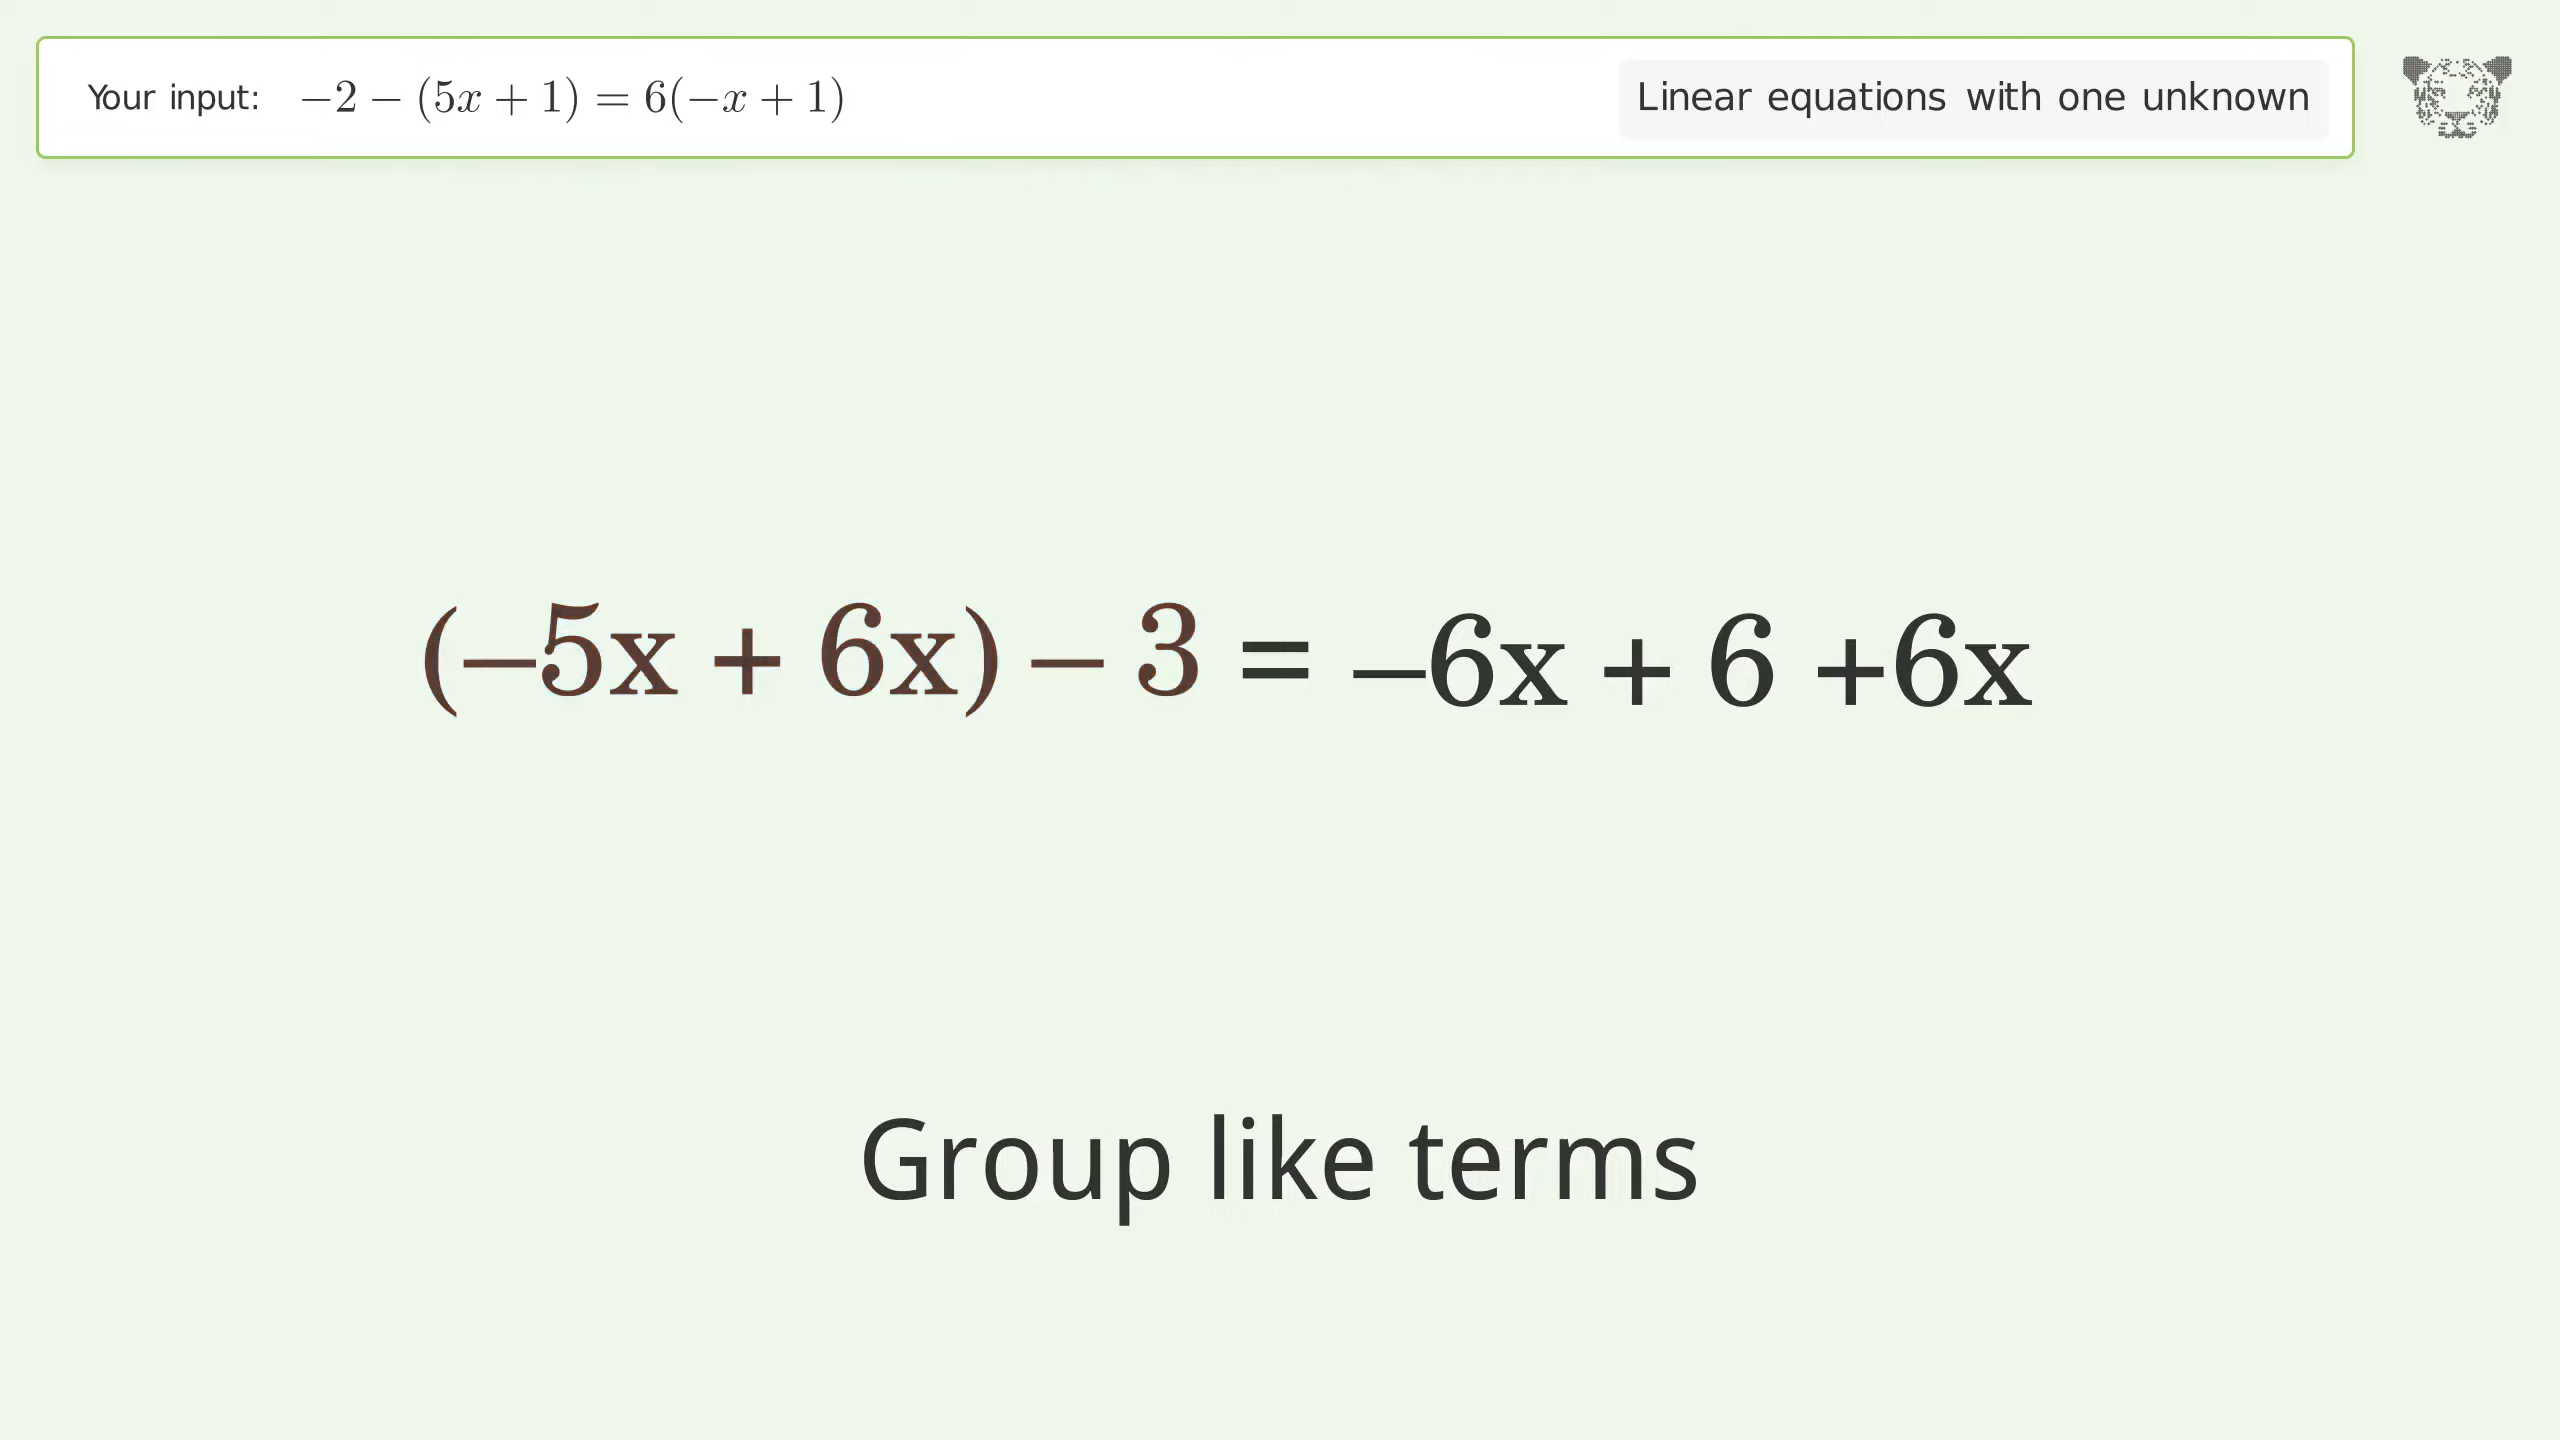 Your input: −2 − (5x + 1) = 6(−x + 1)
Linear equations with one unknown
(−5x + 6x) − 3 = −6x + 6 +6x
Group like terms